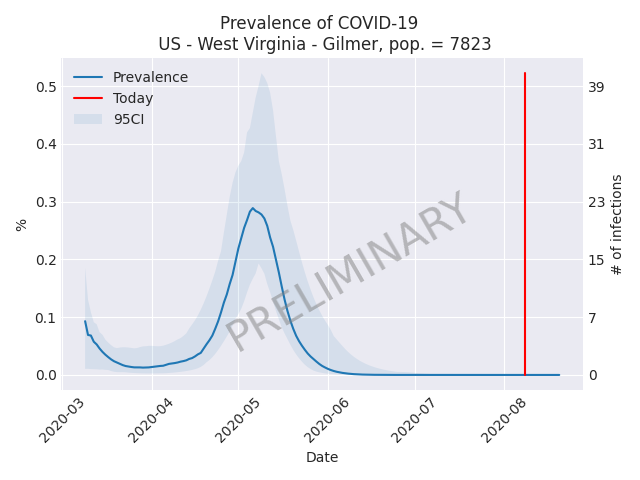 Prevalence of COVID-19
US - West Virginia - Gilmer, pop. = 7823
Prevalence
Today
95CI
0.5
0.4
0.3
0.2
0.1
0.0
%
39
31
23
15
7
0
# of infections
PRELIMINARY
2020-03
2020-04
2020-05
2020-06
2020-07
2020-08
Date